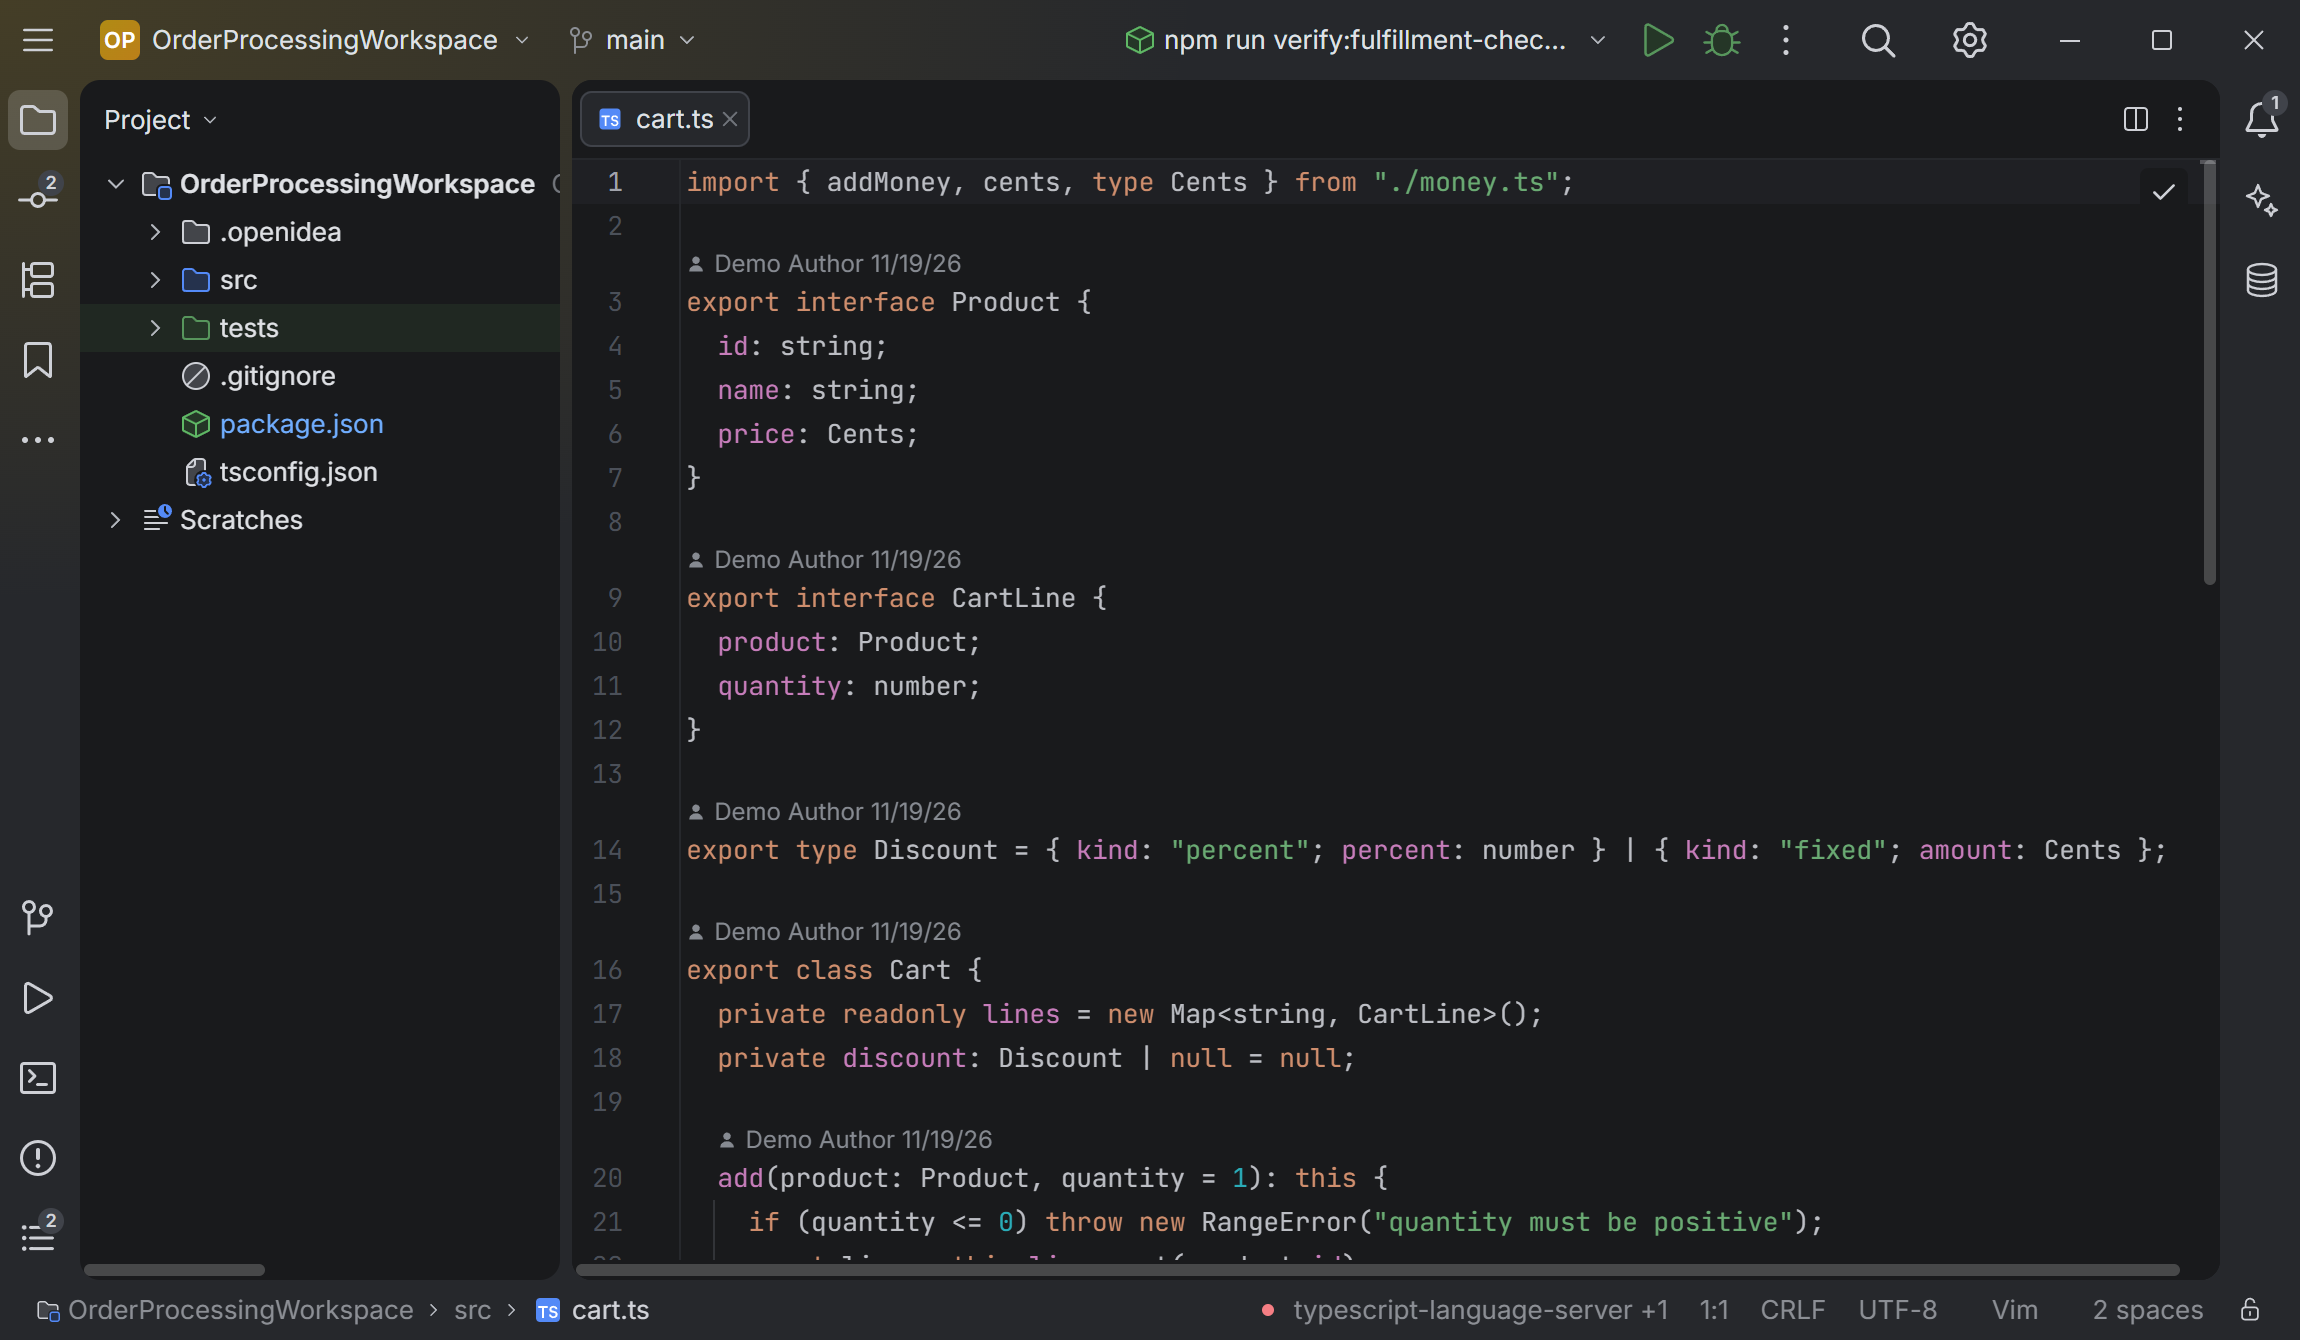 OP OrderProcessingWorkspace main npm run verify:fulfillment-chec...
Project
cart.ts
1
2
OrderProcessingWorkspace
.openidea
src
tests
.gitignore
package.json
tsconfig.json
Scratches
1 import { addMoney, cents, type Cents } from "./money.ts";
2
Demo Author 11/19/26
3 export interface Product {
4 id: string;
5 name: string;
6 price: Cents;
7 }
8
Demo Author 11/19/26
9 export interface CartLine {
10 product: Product;
11 quantity: number;
12 }
13
Demo Author 11/19/26
14 export type Discount = { kind: "percent"; percent: number } | { kind: "fixed"; amount: Cents };
15
Demo Author 11/19/26
16 export class Cart {
17 private readonly lines = new Map<string, CartLine>();
18 private discount: Discount | null = null;
19
Demo Author 11/19/26
20 add(product: Product, quantity = 1): this {
21 if (quantity <= 0) throw new RangeError("quantity must be positive");
2
OrderProcessingWorkspace src TS cart.ts typescript-language-server +1 1:1 CRLF UTF-8 Vim 2 spaces